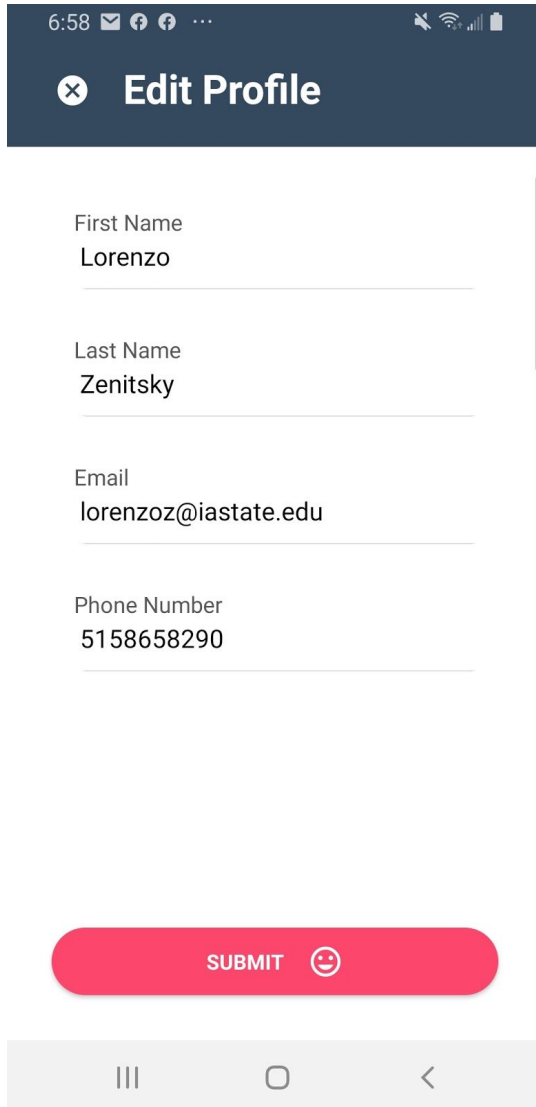 6:58
Edit Profile
First Name
Lorenzo
Last Name
Zenitsky
Email
lorenzoz@iastate.edu
Phone Number
5158658290
SUBMIT